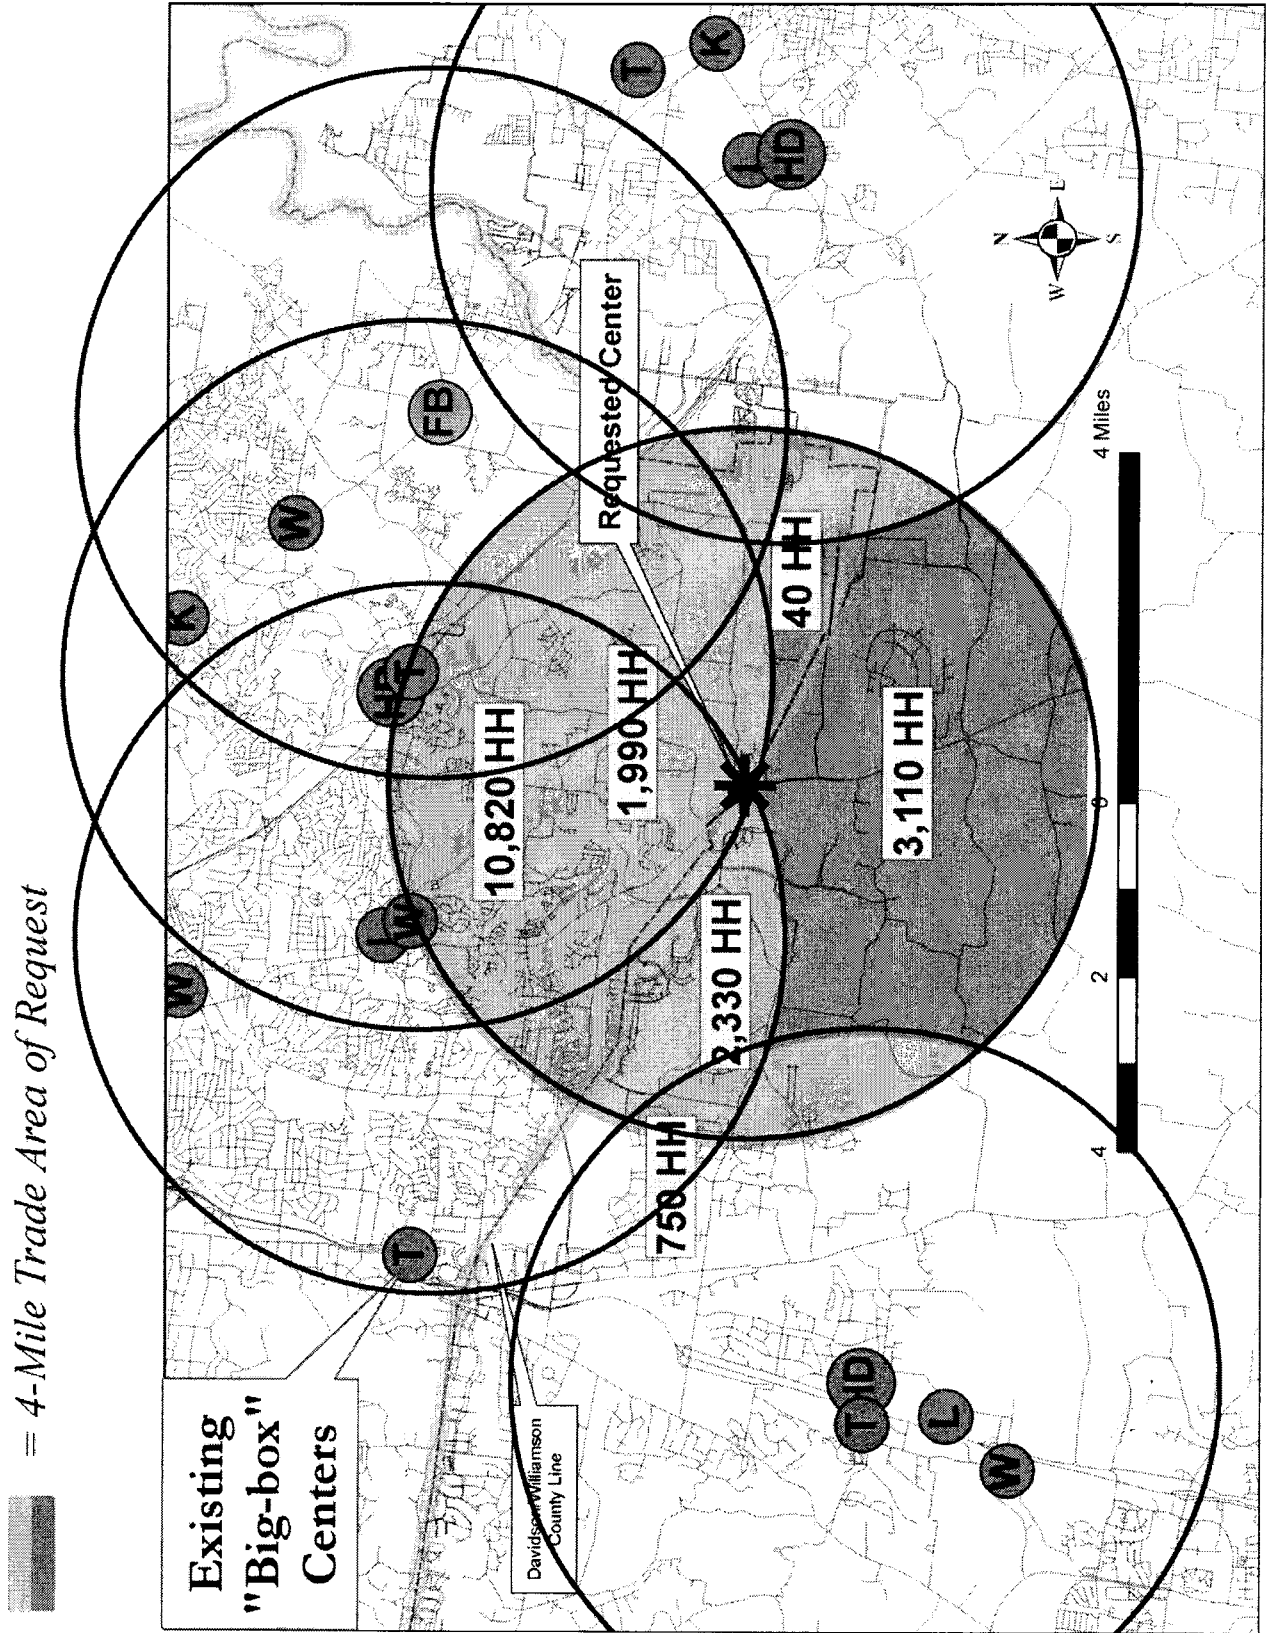 = 4-Mile Trade Area of Request
Existing
"Big-box"
Centers
Davidson/Williamson
County Line
T
W
W
K
W
FB
T
T
K
HD
T
L
W
Requested Center
10,820 HH
1,990 HH
2,330 HH
750 HH
40 HH
3,110 HH
N
W
S
4
2
0
4 Miles